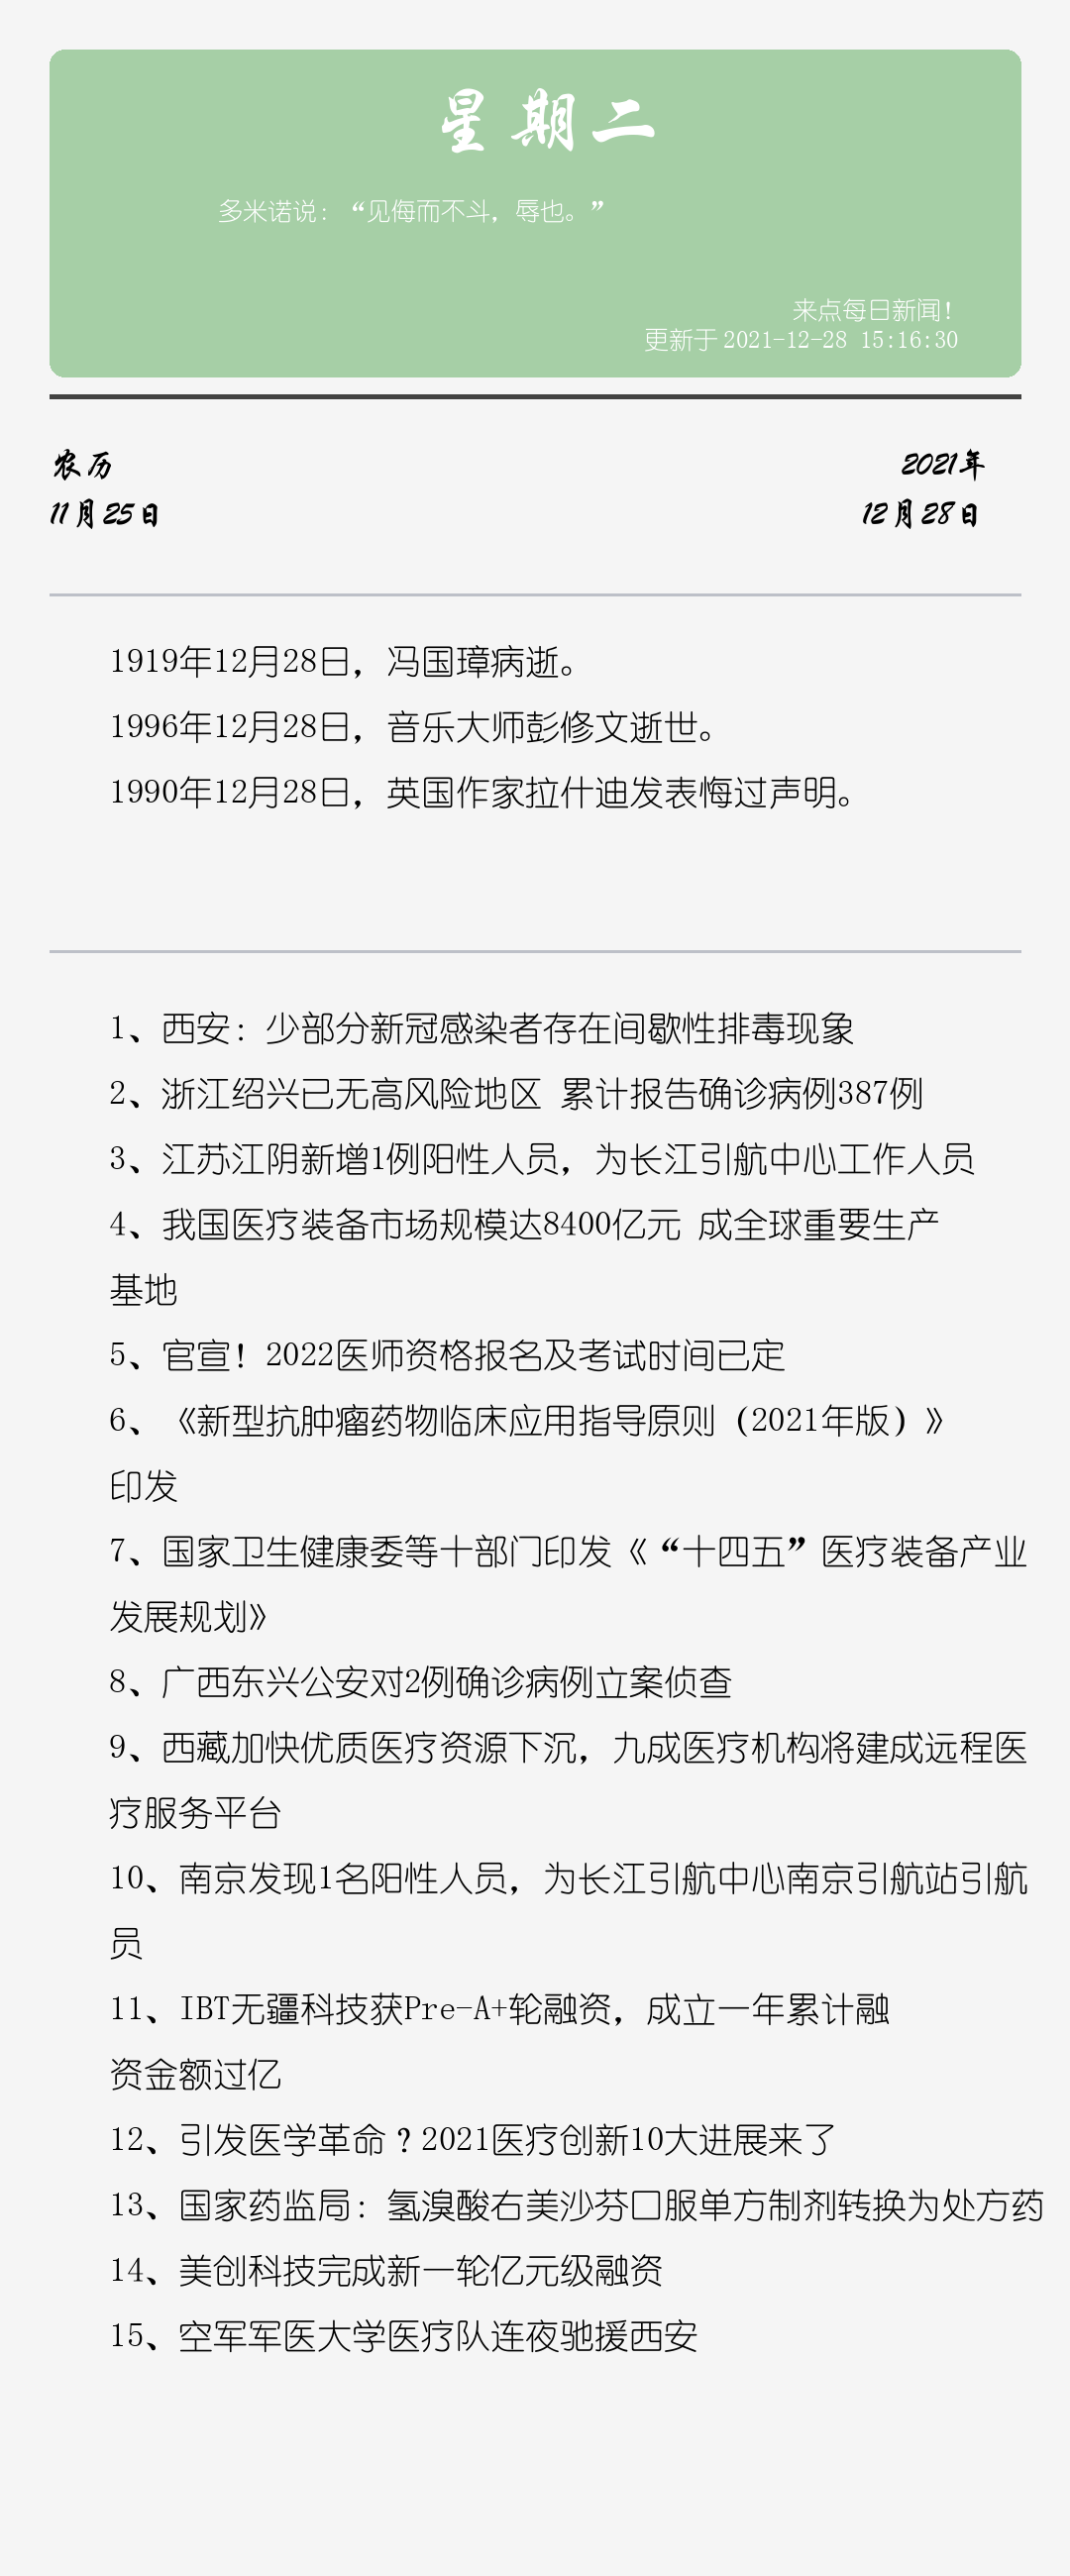 星期二
多米诺说：“见侮而不斗，辱也。”
来点每日新闻！
更新于 2021-12-28 15:16:30
农历
2021年
11月25日
12月28日
1919年12月28日，冯国璋病逝。
1996年12月28日，音乐大师彭修文逝世。
1990年12月28日，英国作家拉什迪发表悔过声明。
1、西安：少部分新冠感染者存在间歇性排毒现象
2、浙江绍兴已无高风险地区 累计报告确诊病例387例
3、江苏江阴新增1例阳性人员，为长江引航中心工作人员
4、我国医疗装备市场规模达8400亿元 成全球重要生产
基地
5、官宣！2022医师资格报名及考试时间已定
6、《新型抗肿瘤药物临床应用指导原则（2021年版）》
印发
7、国家卫生健康委等十部门印发《“十四五”医疗装备产业
发展规划》
8、广西东兴公安对2例确诊病例立案侦查
9、西藏加快优质医疗资源下沉，九成医疗机构将建成远程医
疗服务平台
10、南京发现1名阳性人员，为长江引航中心南京引航站引航
员
11、IBT无疆科技获Pre-A+轮融资，成立一年累计融
资金额过亿
12、引发医学革命？2021医疗创新10大进展来了
13、国家药监局：氢溴酸右美沙芬口服单方制剂转换为处方药
14、美创科技完成新一轮亿元级融资
15、空军军医大学医疗队连夜驰援西安